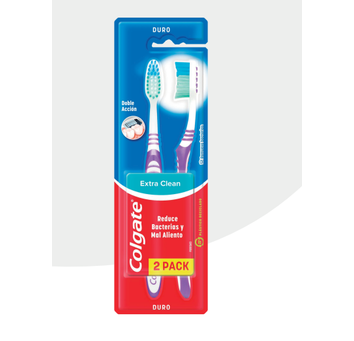 DURO
Doble
Acción
Extra Clean
Colgate
Reduce
Bacterias y
Mal Aliento
2 PACK
DURO